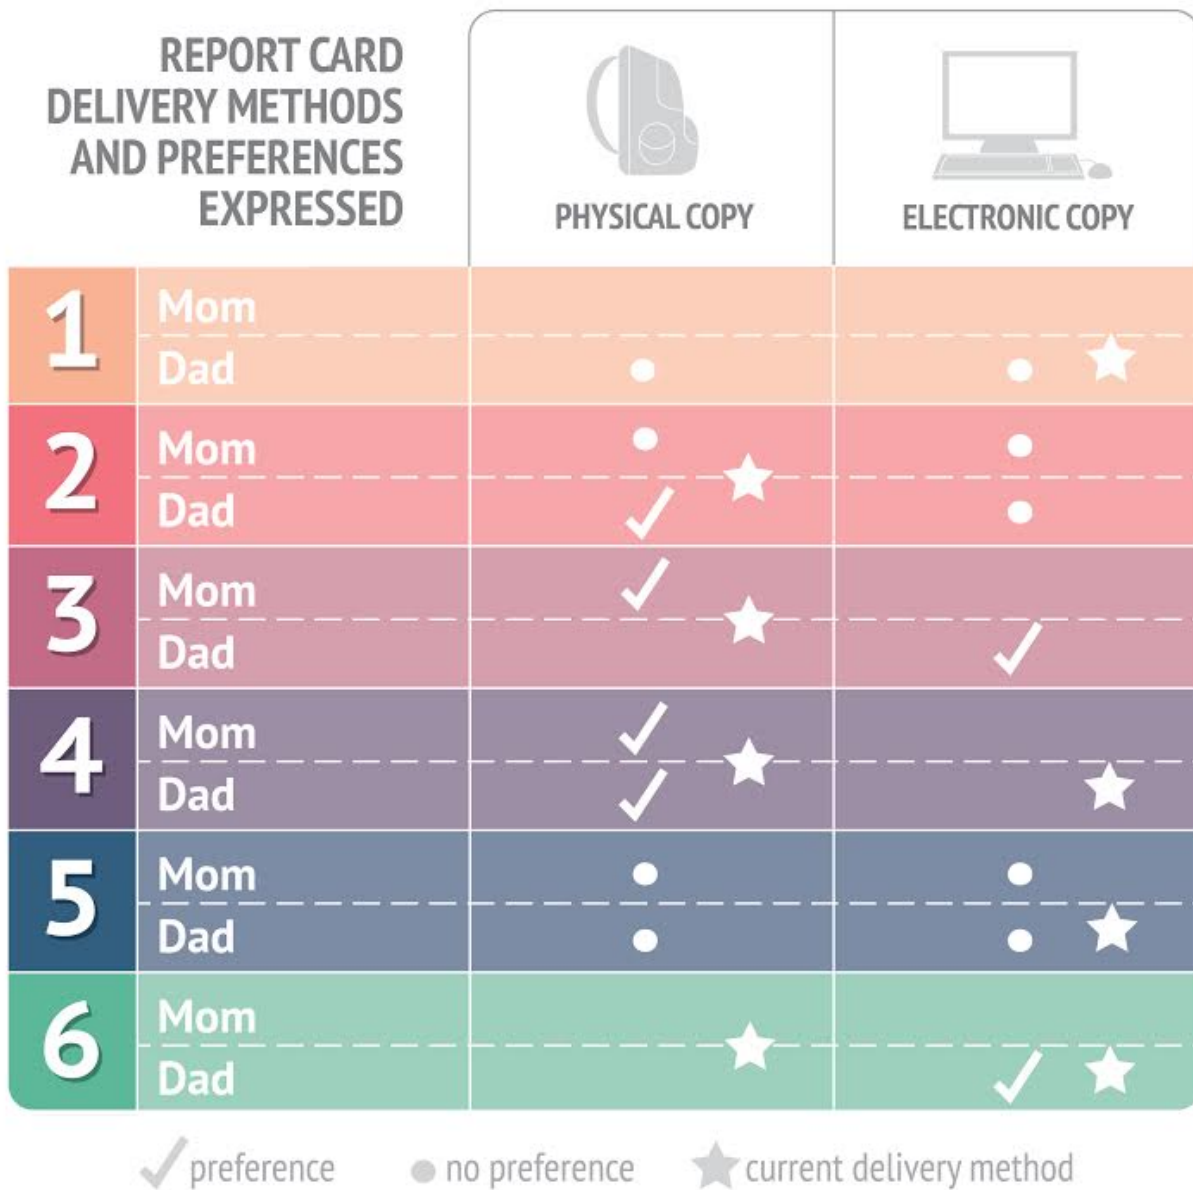 REPORT CARD
DELIVERY METHODS
AND PREFERENCES
EXPRESSED
PHYSICAL COPY
ELECTRONIC COPY
1
Mom
Dad
2
Mom
Dad
3
Mom
Dad
4
Mom
Dad
5
Mom
Dad
6
Mom
Dad
preference
no preference
current delivery method